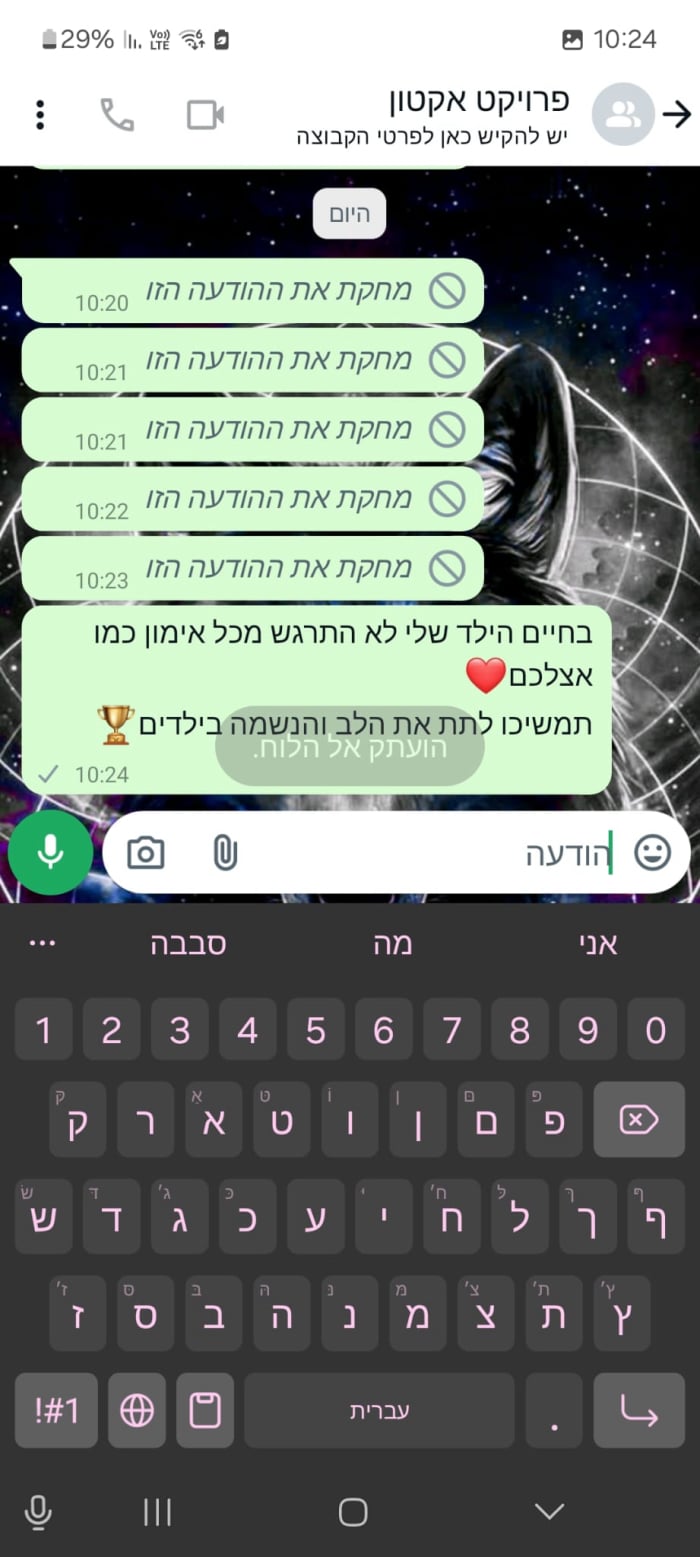 29% Vo)) LTE 6 10:24
פרויקט אקטון
יש להקיש כאן לפרטי הקבוצה
היום
מחקת את ההודעה הזו 10:20
מחקת את ההודעה הזו 10:21
מחקת את ההודעה הזו 10:21
מחקת את ההודעה הזו 10:22
מחקת את ההודעה הזו 10:23
בחיים הילד שלי לא התרגש מכל אימון כמו
אצלכם❤️
תמשיכו לתת את הלב והנשמה בילדים🏆
הועתק אל הלוח.
10:24
הודעה
אני מה סבבה ...
1 2 3 4 5 6 7 8 9 0
ק ק ר אַ א ט ט וֹ ו ן ן ם ם פ פ
שׂ ש ד ד ג׳ ג כ כ ע י י ח׳ ח ל ל ך ך ף ף
ז׳ ז ס ס ב ב ה ה נ נ מ מ צ׳ צ ת׳ ת ץ׳ ץ
!#1 עברית .